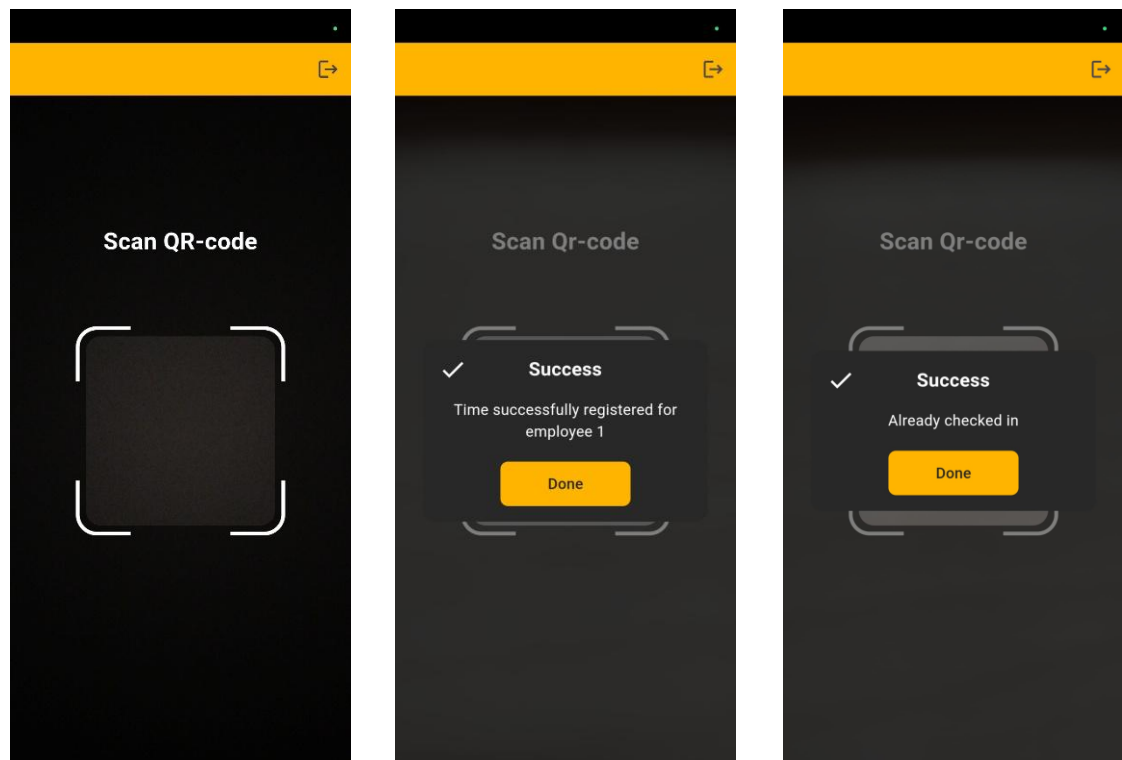 Scan QR-code
Scan Qr-code
Success
Time successfully registered for
employee 1
Done
Scan Qr-code
Success
Already checked in
Done